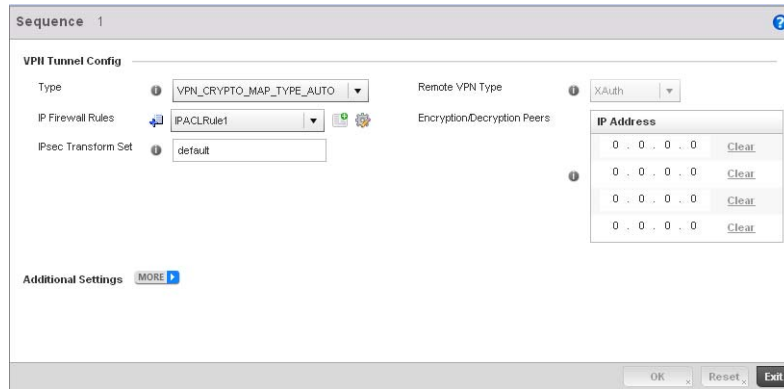 Sequence 1
?
VPN Tunnel Config
Type
VPN_CRYPTO_MAP_TYPE_AUTO
Remote VPN Type
XAuth
IP Firewall Rules
IPACLRule1
Encryption/Decryption Peers
IP Address
IPsec Transform Set
default
0 . 0 . 0 . 0 Clear
0 . 0 . 0 . 0 Clear
0 . 0 . 0 . 0 Clear
0 . 0 . 0 . 0 Clear
Additional Settings
MORE
OK
Reset
Exit